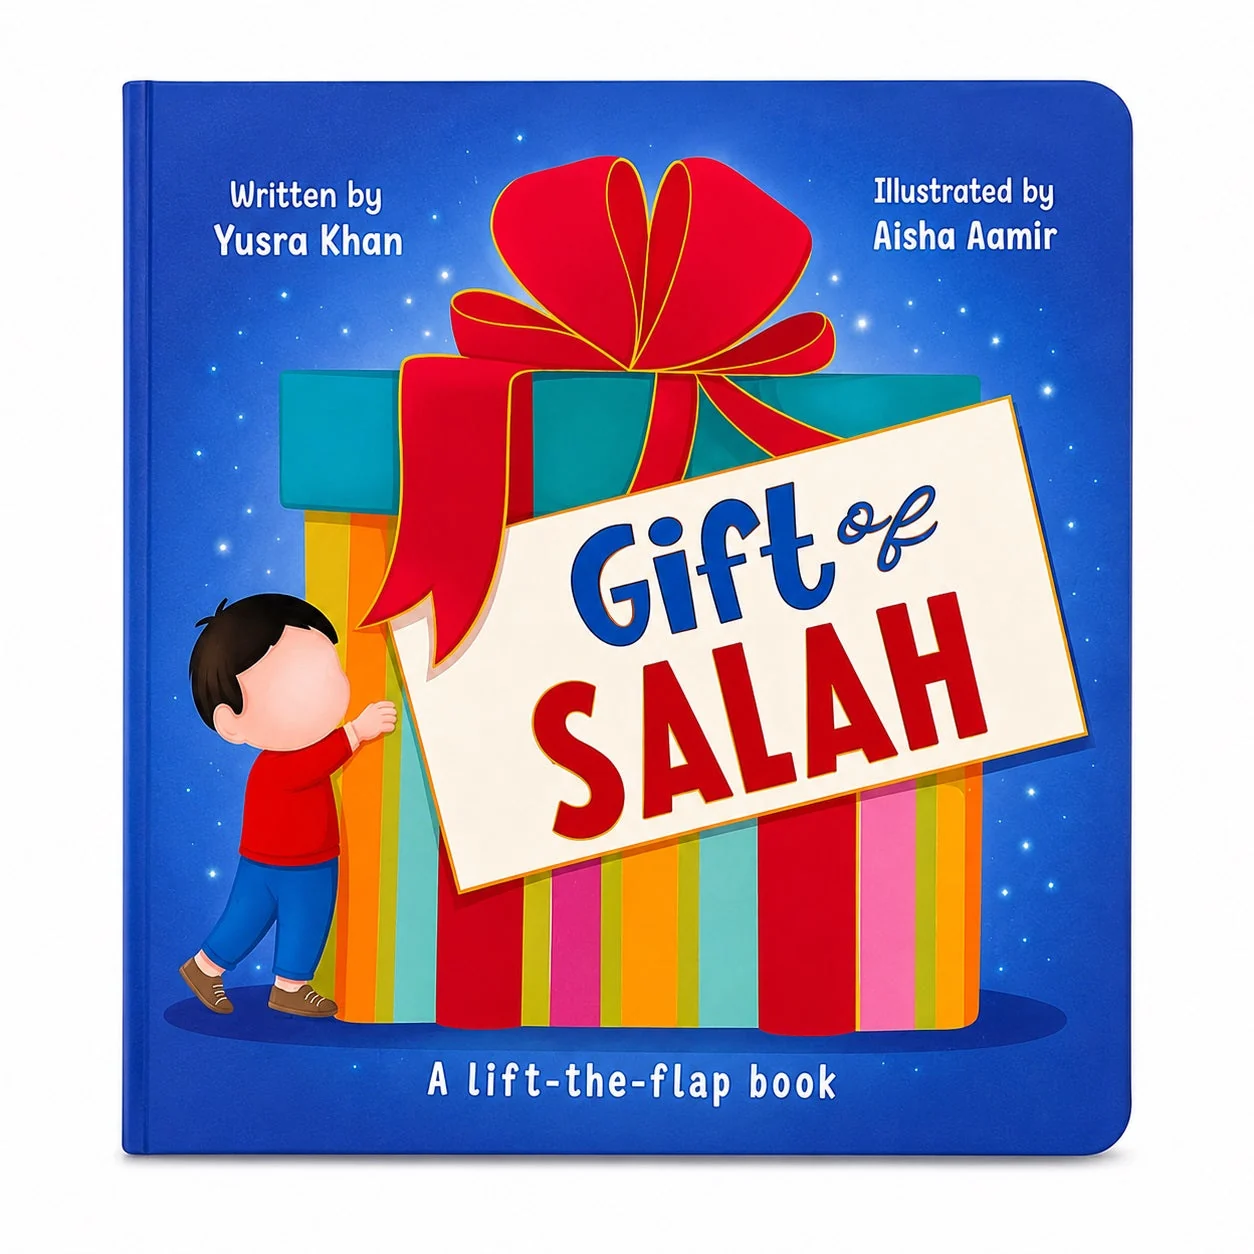 Written by
Yusra Khan
Illustrated by
Aisha Aamir
Gift of
SALAH
A lift-the-flap book